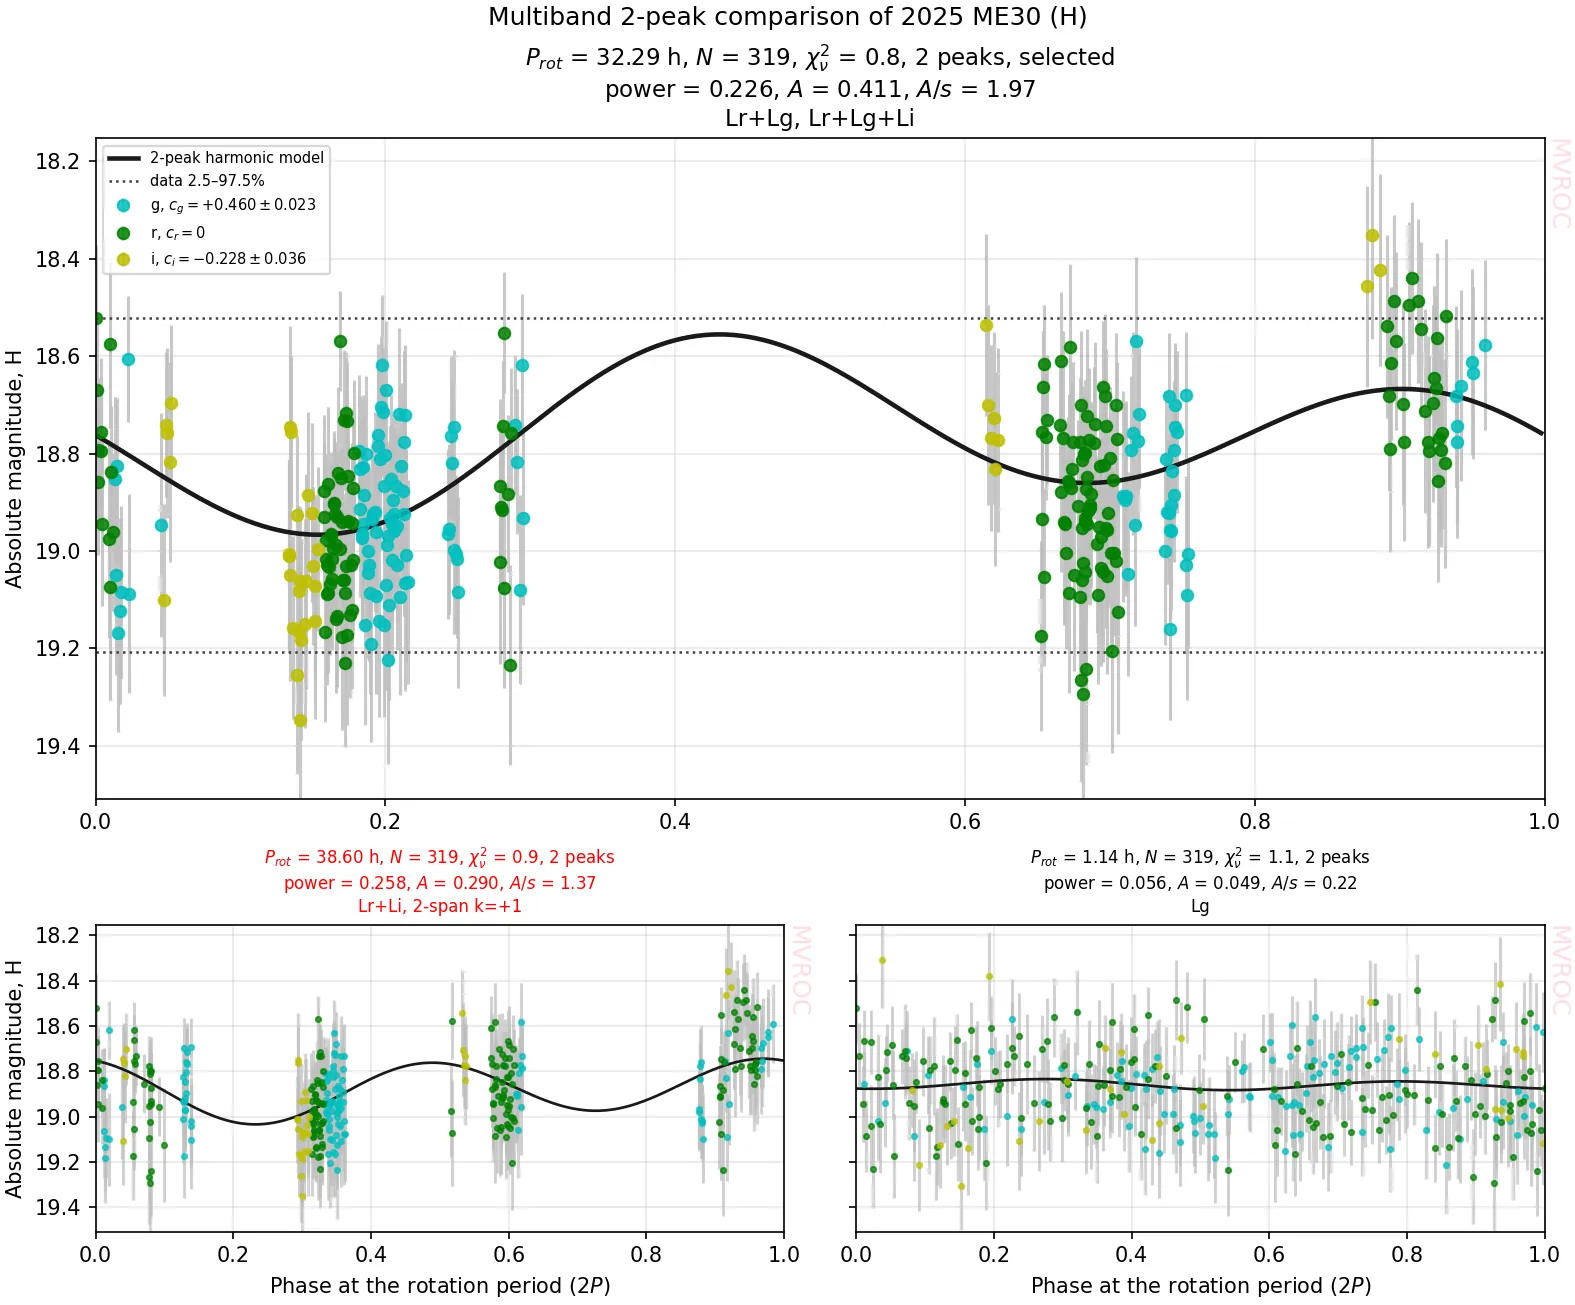 Multiband 2-peak comparison of 2025 ME30 (H)
P_rot = 32.29 h, N = 319, χ²_ν = 0.8, 2 peaks, selected
power = 0.226, A = 0.411, A/s = 1.97
Lr+Lg, Lr+Lg+Li
2-peak harmonic model
data 2.5–97.5%
g, c_g = +0.460 ± 0.023
r, c_r = 0
i, c_i = −0.228 ± 0.036
MVROC
Absolute magnitude, H
18.2
18.4
18.6
18.8
19.0
19.2
19.4
0.0 0.2 0.4 0.6 0.8 1.0
P_rot = 38.60 h, N = 319, χ²_ν = 0.9, 2 peaks
power = 0.258, A = 0.290, A/s = 1.37
Lr+Li, 2-span k=+1
MVROC
Absolute magnitude, H
18.2
18.4
18.6
18.8
19.0
19.2
19.4
0.0 0.2 0.4 0.6 0.8 1.0
Phase at the rotation period (2P)
P_rot = 1.14 h, N = 319, χ²_ν = 1.1, 2 peaks
power = 0.056, A = 0.049, A/s = 0.22
Lg
MVROC
0.0 0.2 0.4 0.6 0.8 1.0
Phase at the rotation period (2P)